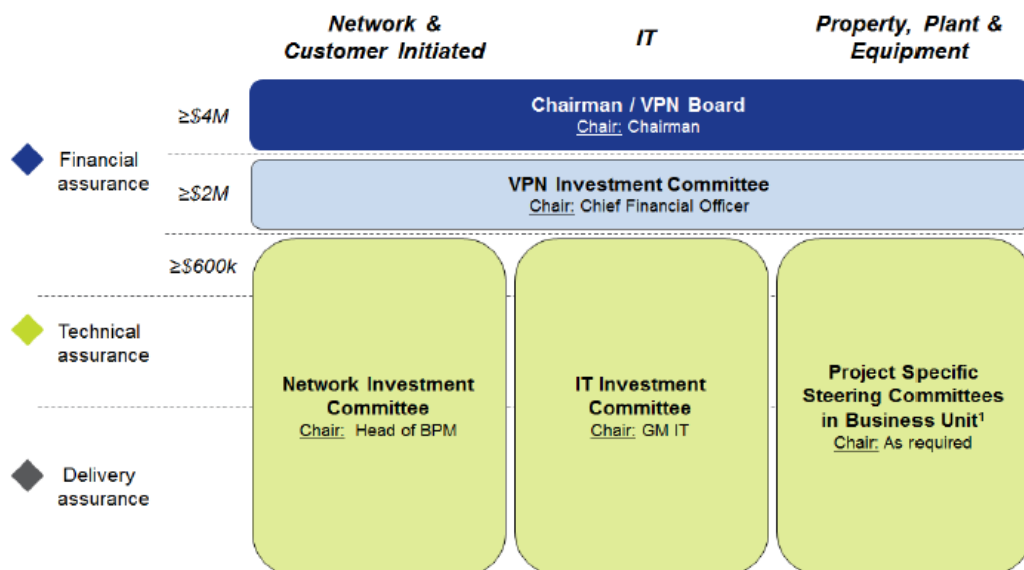 Network &
Customer Initiated
IT
Property, Plant &
Equipment
≥$4M
Chairman / VPN Board
Chair: Chairman
Financial
assurance
≥$2M
VPN Investment Committee
Chair: Chief Financial Officer
≥$600k
Technical
assurance
Network Investment
Committee
Chair: Head of BPM
IT Investment
Committee
Chair: GM IT
Project Specific
Steering Committees
in Business Unit¹
Chair: As required
Delivery
assurance